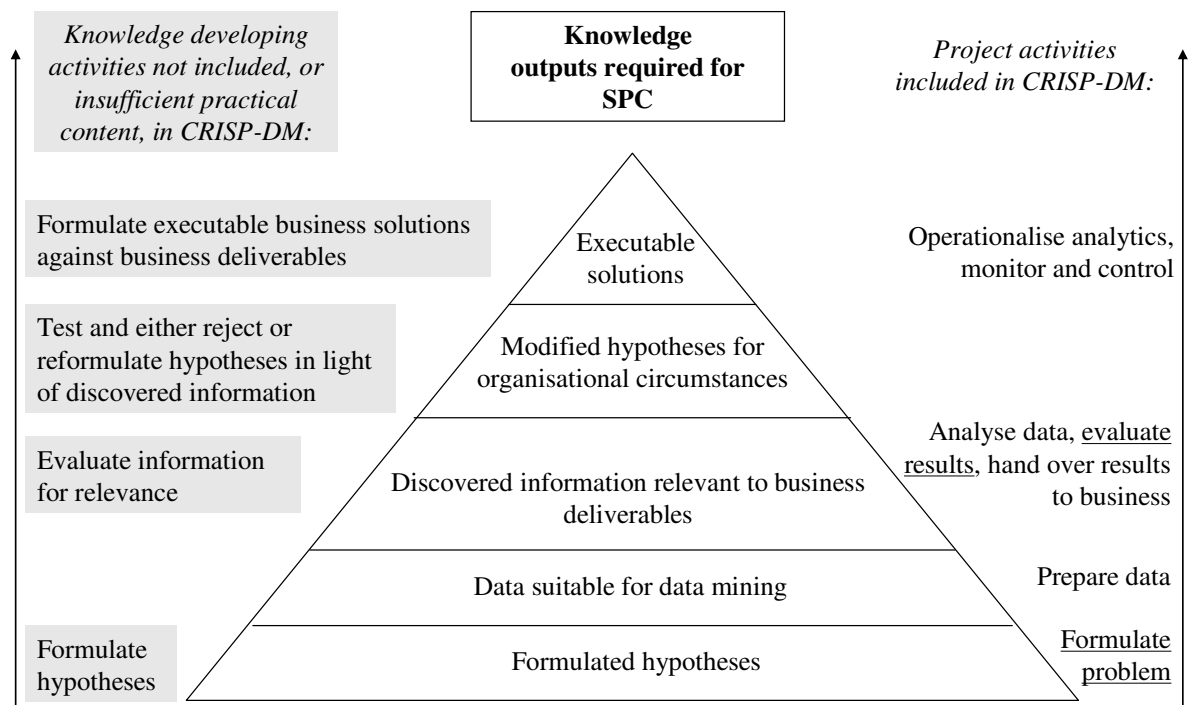 Knowledge developing
activities not included, or
insufficient practical
content, in CRISP-DM:
Knowledge
outputs required for
SPC
Project activities
included in CRISP-DM:
Formulate executable business solutions
against business deliverables
Executable
solutions
Operationalise analytics,
monitor and control
Test and either reject or
reformulate hypotheses in light
of discovered information
Modified hypotheses for
organisational circumstances
Evaluate information
for relevance
Discovered information relevant to business
deliverables
Analyse data, evaluate
results, hand over results
to business
Data suitable for data mining
Prepare data
Formulate
hypotheses
Formulated hypotheses
Formulate
problem